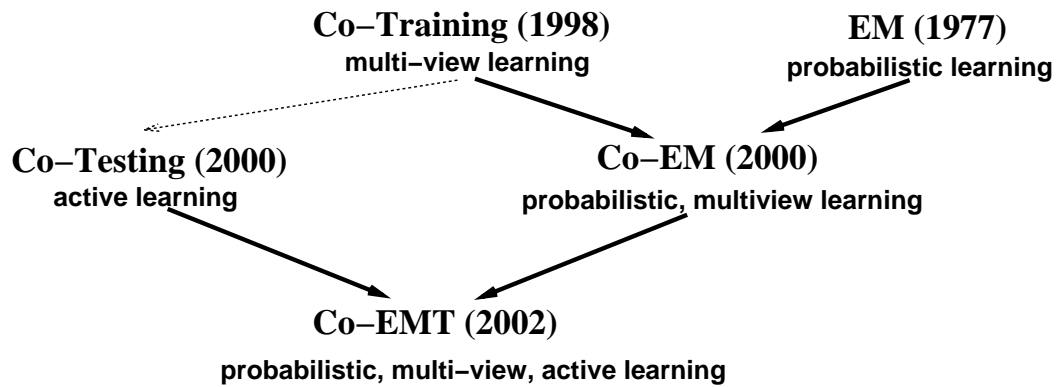 Co−Training (1998)
multi−view learning
EM (1977)
probabilistic learning
Co−Testing (2000)
active learning
Co−EM (2000)
probabilistic, multiview learning
Co−EMT (2002)
probabilistic, multi−view, active learning